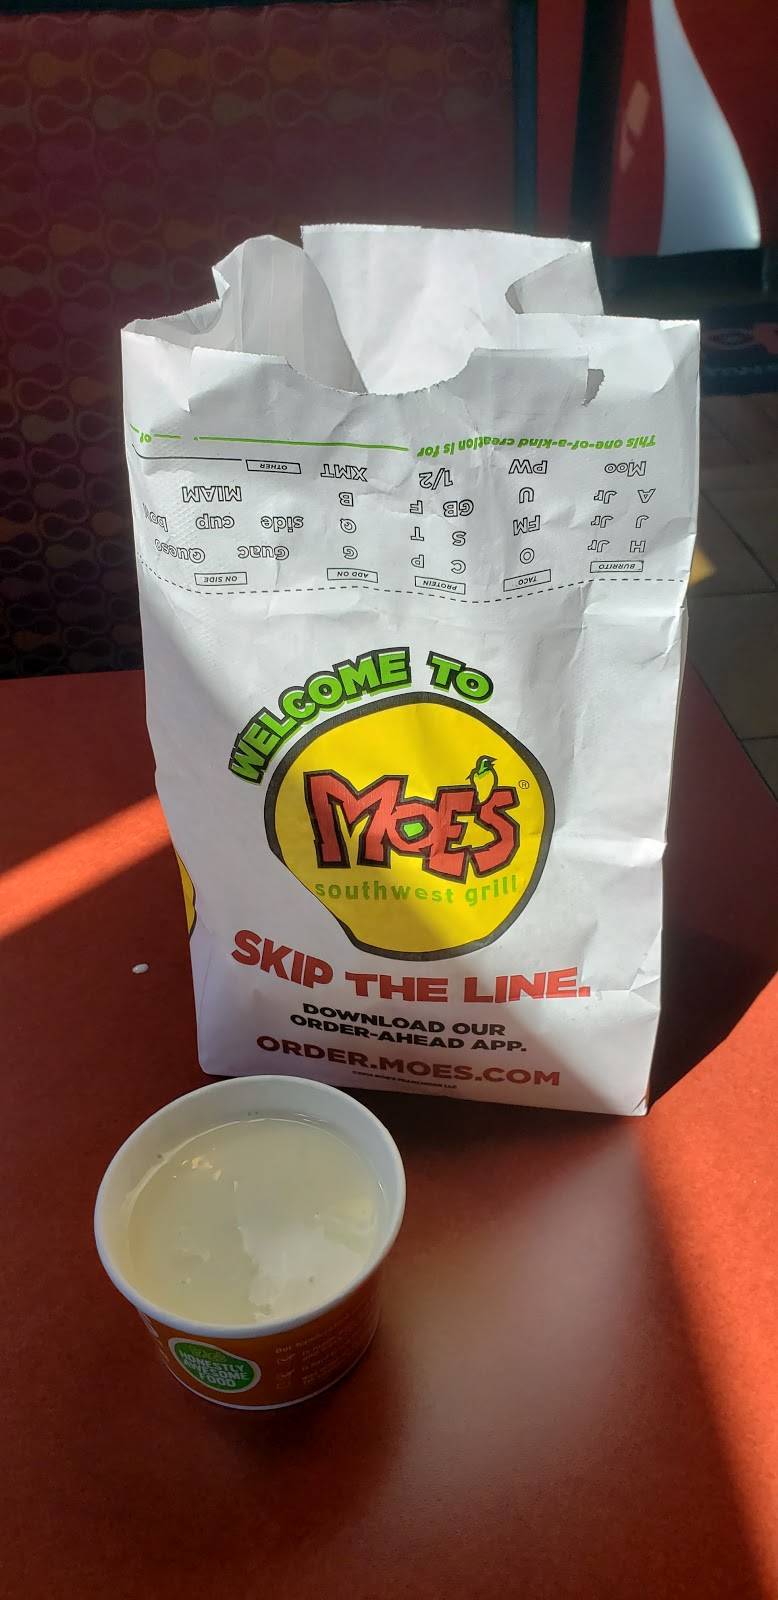 This one-of-a-kind creation is for
of
BURRITO TACO PROTEIN ADD ON ON SIDE
H Jr. O C P G Guac Queso
J Jr. FM S T Q side cup
A Jr U GB F B MIAM
Moo PW 1/2 XMT OTHER
WELCOME TO
MOE'S®
southwest grill
SKIP THE LINE.
DOWNLOAD OUR
ORDER-AHEAD APP.
ORDER.MOES.COM
HONESTLY
AWESOME
FOOD
Our